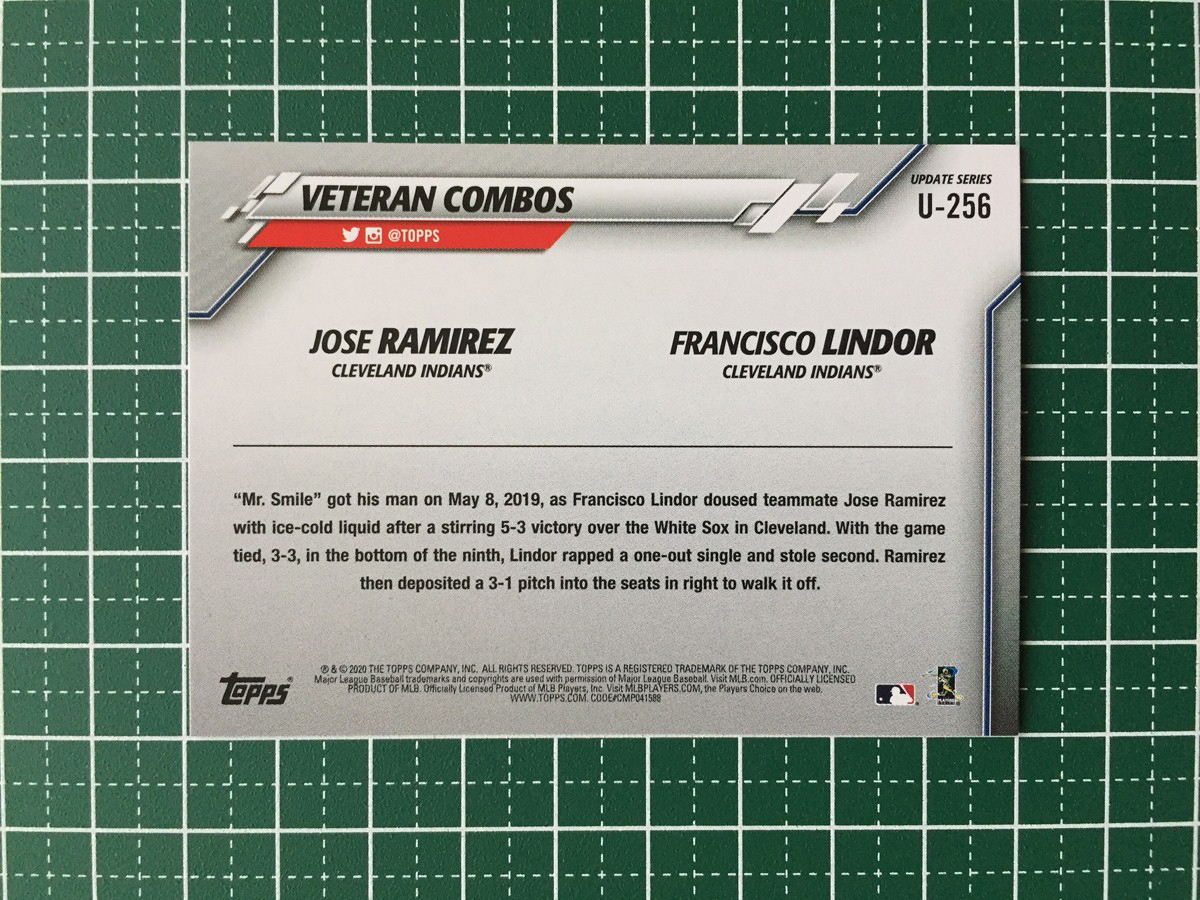 VETERAN COMBOS
@TOPPS
UPDATE SERIES
U-256
JOSE RAMIREZ
CLEVELAND INDIANS®
FRANCISCO LINDOR
CLEVELAND INDIANS®
“Mr. Smile” got his man on May 8, 2019, as Francisco Lindor doused teammate Jose Ramirez
with ice-cold liquid after a stirring 5-3 victory over the White Sox in Cleveland. With the game
tied, 3-3, in the bottom of the ninth, Lindor rapped a one-out single and stole second. Ramirez
then deposited a 3-1 pitch into the seats in right to walk it off.
Topps®
® & © 2020 THE TOPPS COMPANY, INC. ALL RIGHTS RESERVED. TOPPS IS A REGISTERED TRADEMARK OF THE TOPPS COMPANY, INC.
Major League Baseball trademarks and copyrights are used with permission of Major League Baseball. Visit MLB.com. OFFICIALLY LICENSED
PRODUCT OF MLB. Officially Licensed Product of MLB Players, Inc. Visit MLBPLAYERS.COM, the Players Choice on the web.
WWW.TOPPS.COM. CODE#CMP041588